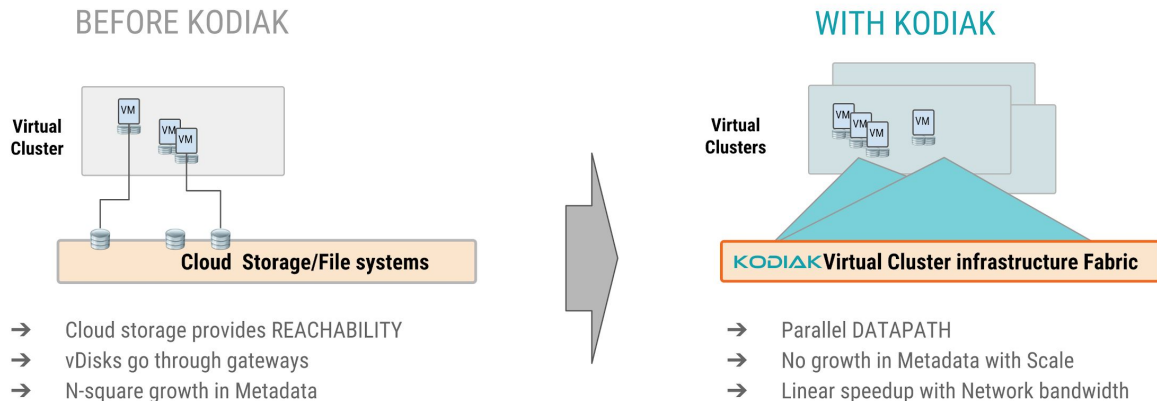 BEFORE KODIAK
VM
VM
VM
Virtual
Cluster
Cloud Storage/File systems
➔ Cloud storage provides REACHABILITY
➔ vDisks go through gateways
➔ N-square growth in Metadata
WITH KODIAK
VM
VM
VM
VM
Virtual
Clusters
KODIAK Virtual Cluster infrastructure Fabric
➔ Parallel DATAPATH
➔ No growth in Metadata with Scale
➔ Linear speedup with Network bandwidth